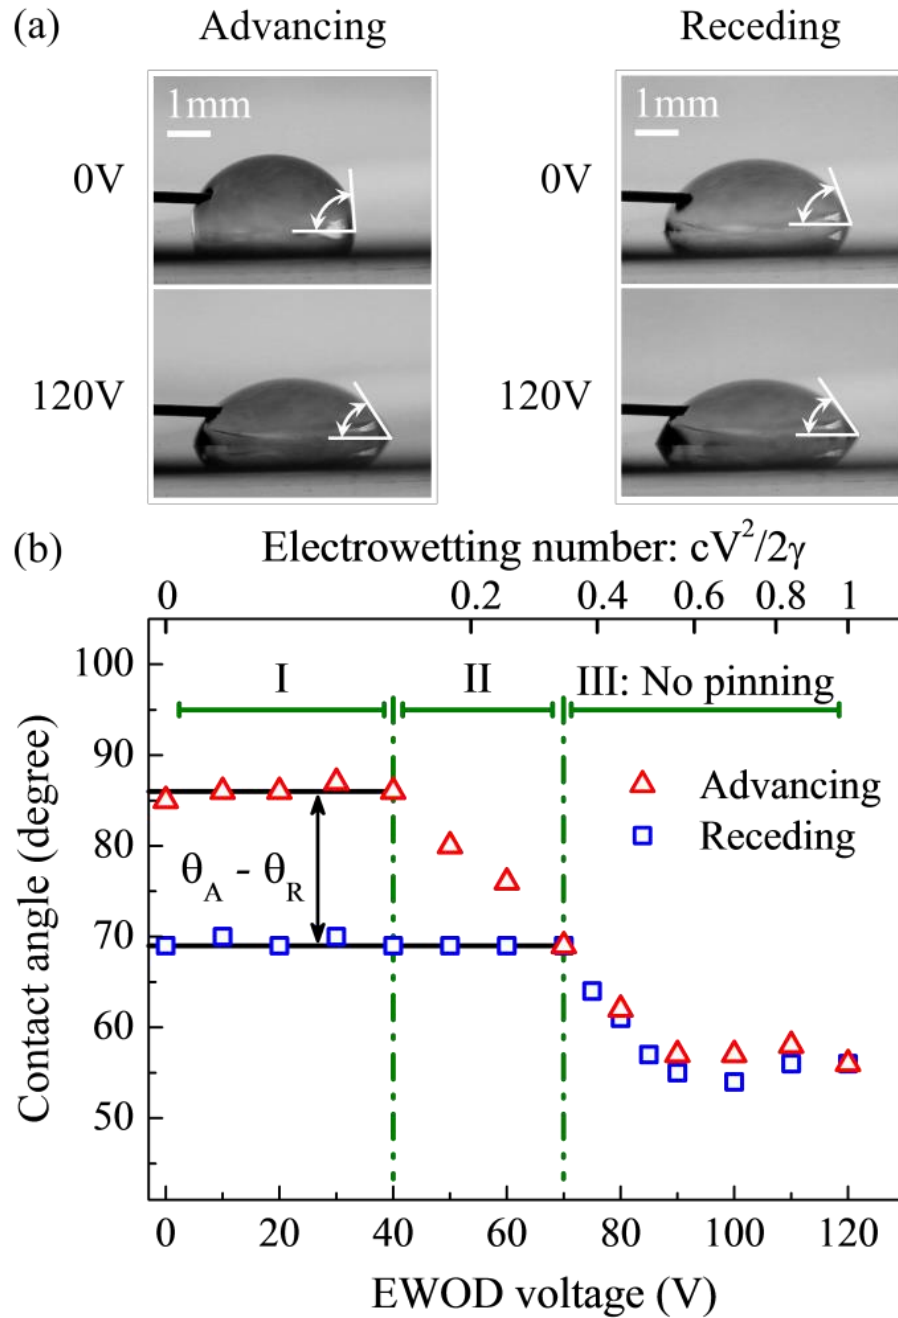 (a) Advancing Receding
1mm 1mm
0V 0V
120V 120V
(b) Electrowetting number: cV²/2γ
0 0.2 0.4 0.6 0.8 1
100
90
80
70
60
50
I II III: No pinning
Advancing
Receding
θ_A - θ_R
Contact angle (degree)
0 20 40 60 80 100 120
EWOD voltage (V)